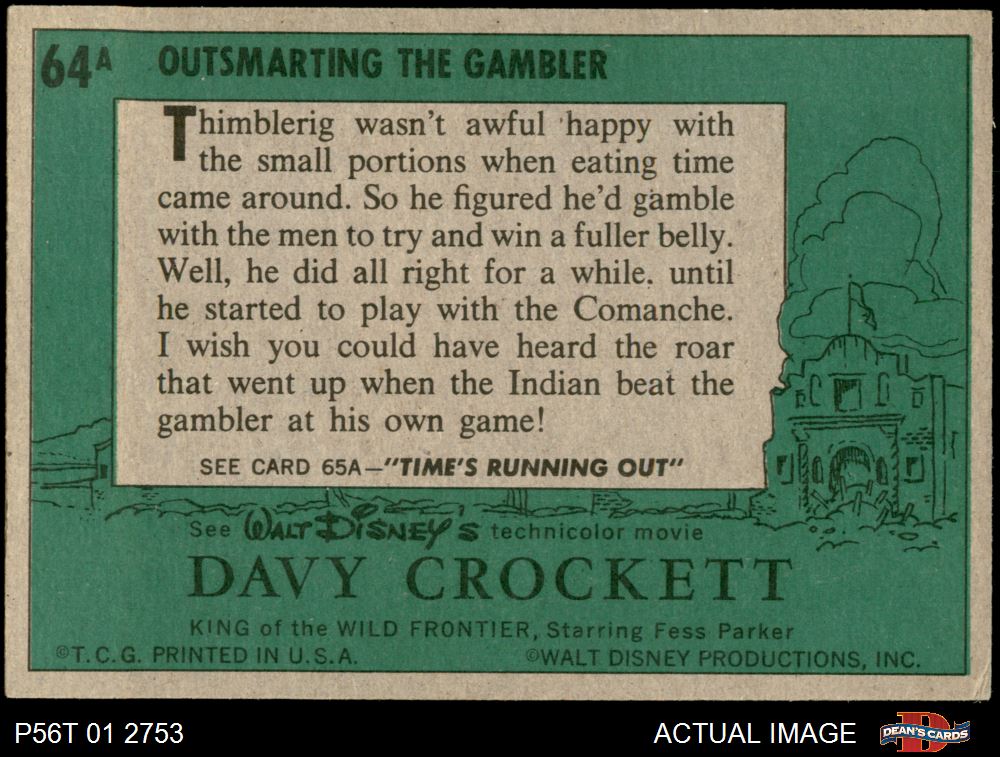 64A OUTSMARTING THE GAMBLER
Thimblerig wasn't awful happy with
the small portions when eating time
came around. So he figured he'd gamble
with the men to try and win a fuller belly.
Well, he did all right for a while. until
he started to play with the Comanche.
I wish you could have heard the roar
that went up when the Indian beat the
gambler at his own game!
SEE CARD 65A—"TIME'S RUNNING OUT"
See WALT DISNEY'S technicolor movie
DAVY CROCKETT
KING of the WILD FRONTIER, Starring Fess Parker
©T.C.G. PRINTED IN U.S.A. ©WALT DISNEY PRODUCTIONS, INC.
P56T 01 2753 ACTUAL IMAGE DEAN'S CARDS